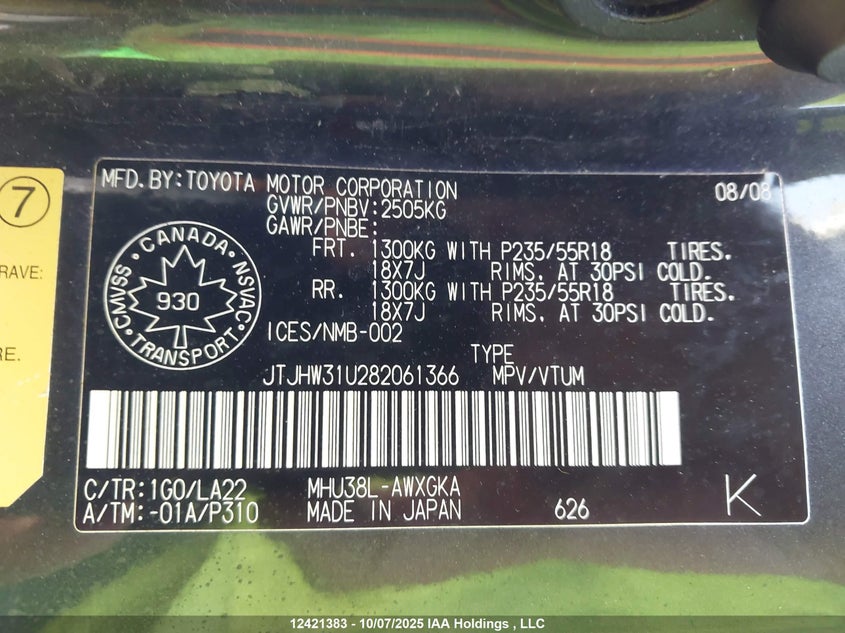 7
RAVE:
RE.
MFD. BY: TOYOTA MOTOR CORPORATION 08/08
GVWR/PNBV: 2505KG
GAWR/PNBE:
FRT. 1300KG WITH P235/55R18 TIRES.
18X7J RIMS, AT 30PSI COLD.
RR. 1300KG WITH P235/55R18 TIRES.
18X7J RIMS, AT 30PSI COLD.
CANADA
CMVSS NSVAC
930
TRANSPORT
ICES/NMB-002
TYPE
JTJHW31U282061366 MPV/VTUM
C/TR: 1G0/LA22 MHU38L-AWXGKA
A/TM: -01A/P310 MADE IN JAPAN 626 K
12421383 - 10/07/2025 IAA Holdings , LLC